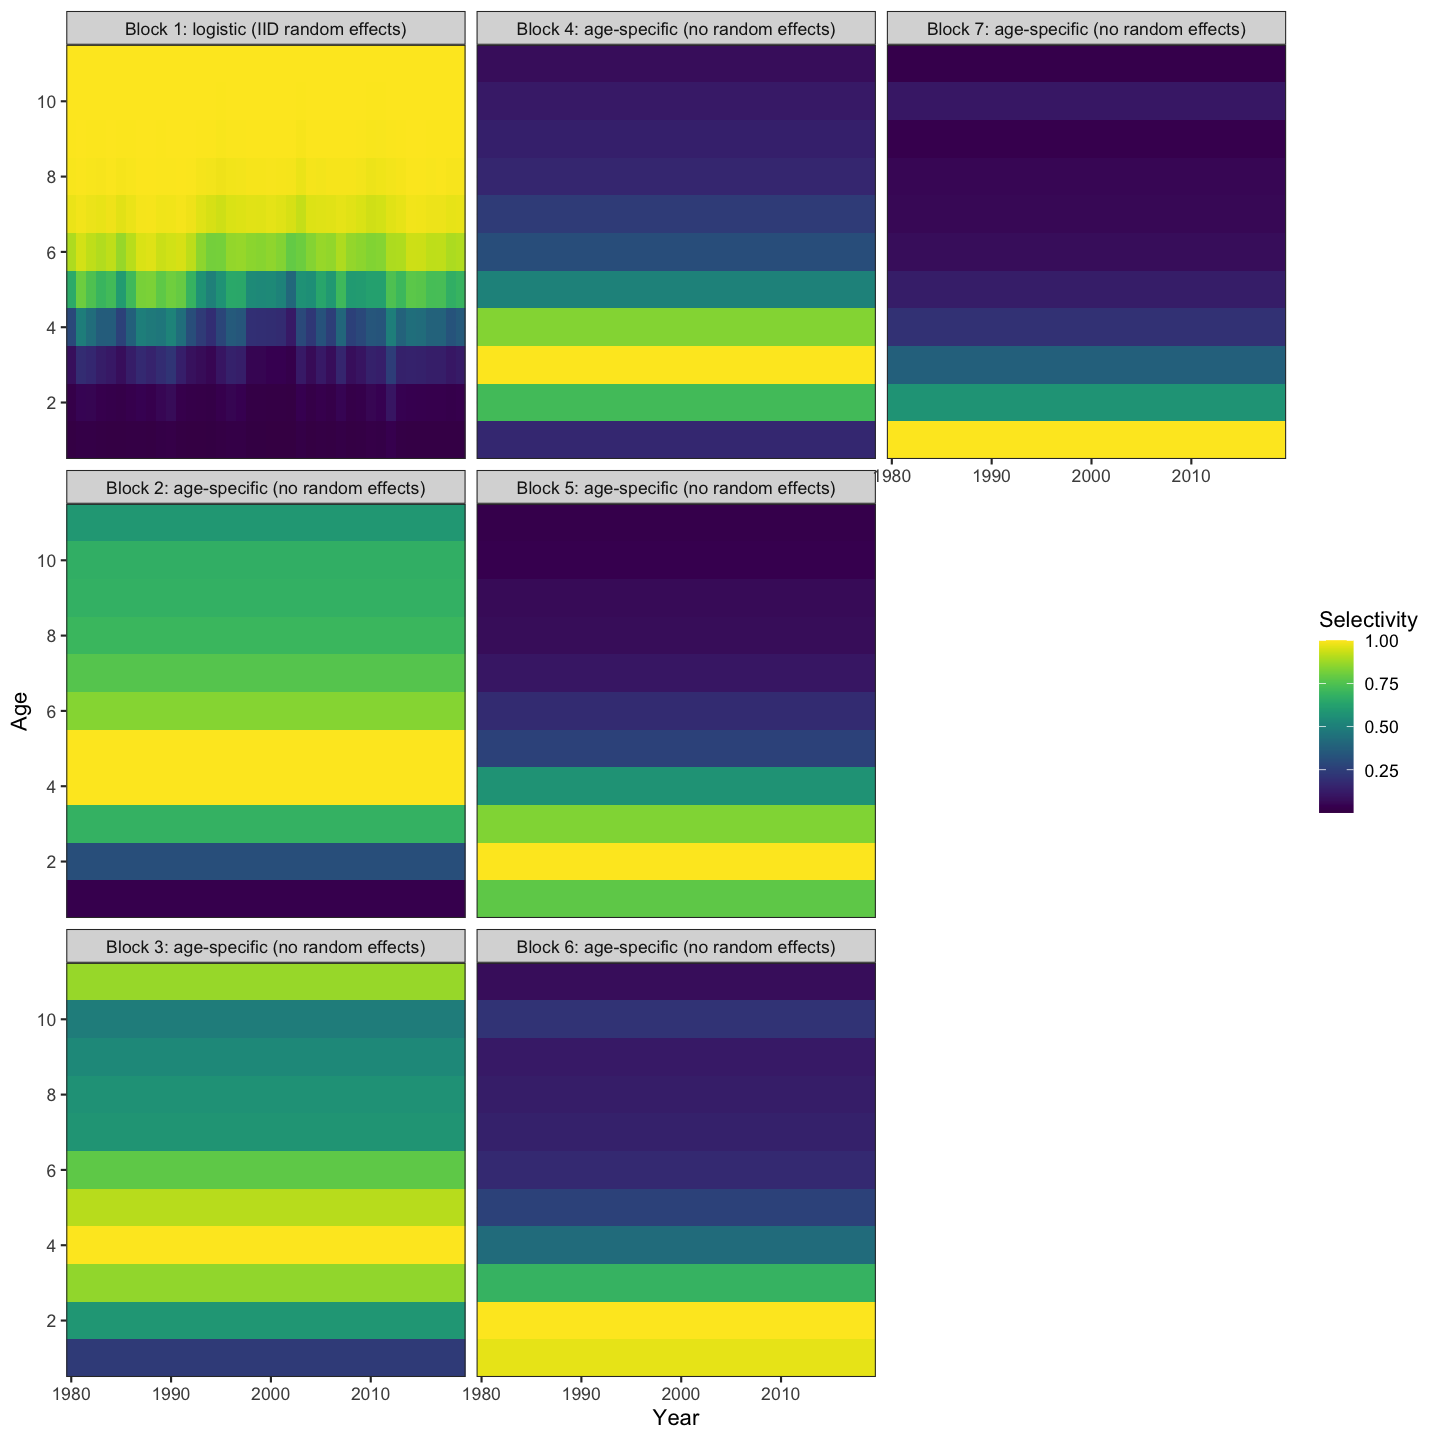 Block 1: logistic (IID random effects)
Block 4: age-specific (no random effects)
Block 7: age-specific (no random effects)
10
8
6
4
2
1980 1990 2000 2010
Block 2: age-specific (no random effects)
Block 5: age-specific (no random effects)
10
8
6
4
2
Age
Selectivity
1.00
0.75
0.50
0.25
Block 3: age-specific (no random effects)
Block 6: age-specific (no random effects)
10
8
6
4
2
1980 1990 2000 2010
1980 1990 2000 2010
Year